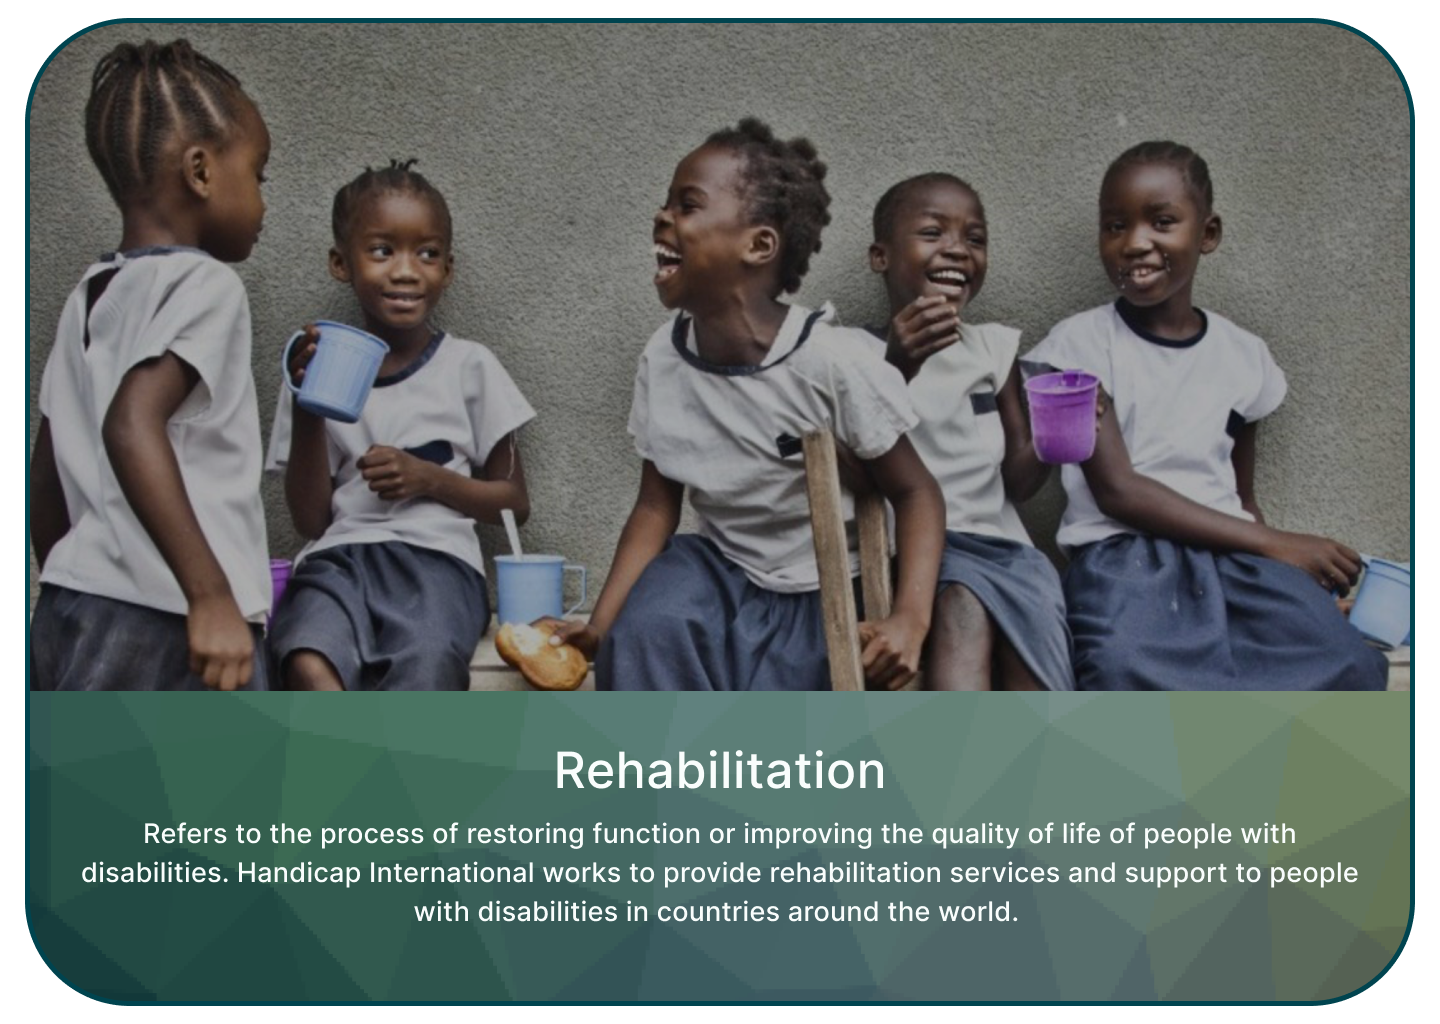 Rehabilitation
Refers to the process of restoring function or improving the quality of life of people with
disabilities. Handicap International works to provide rehabilitation services and support to people
with disabilities in countries around the world.